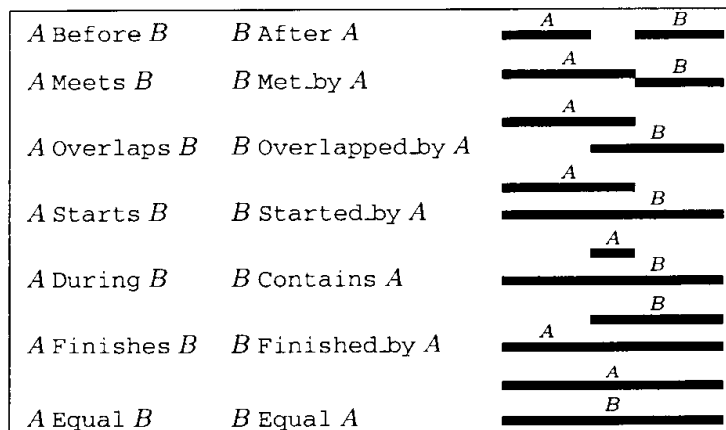 A B
A Before B B After A
A
A Meets B B Met_by A B
A
A Overlaps B B Overlapped_by A B
A
A Starts B B Started_by A B
A
A During B B Contains A B
B
A Finishes B B Finished_by A A
A
A Equal B B Equal A B